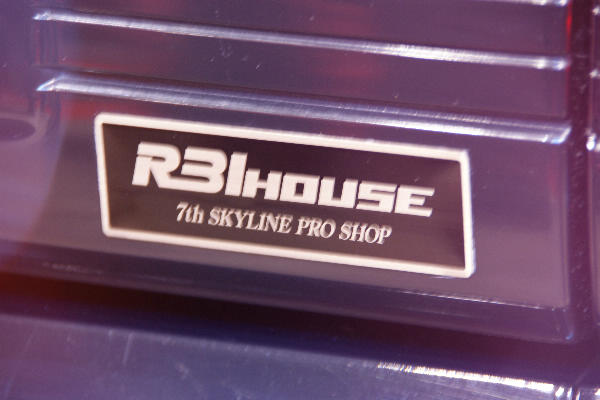 R31HOUSE
7th SKYLINE PRO SHOP